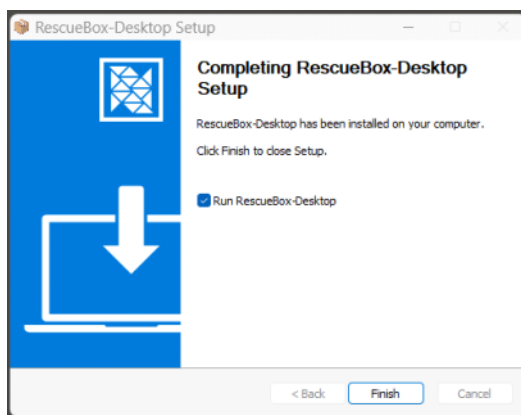 RescueBox-Desktop Setup
Completing RescueBox-Desktop
Setup
RescueBox-Desktop has been installed on your computer.
Click Finish to close Setup.
Run RescueBox-Desktop
< Back
Finish
Cancel